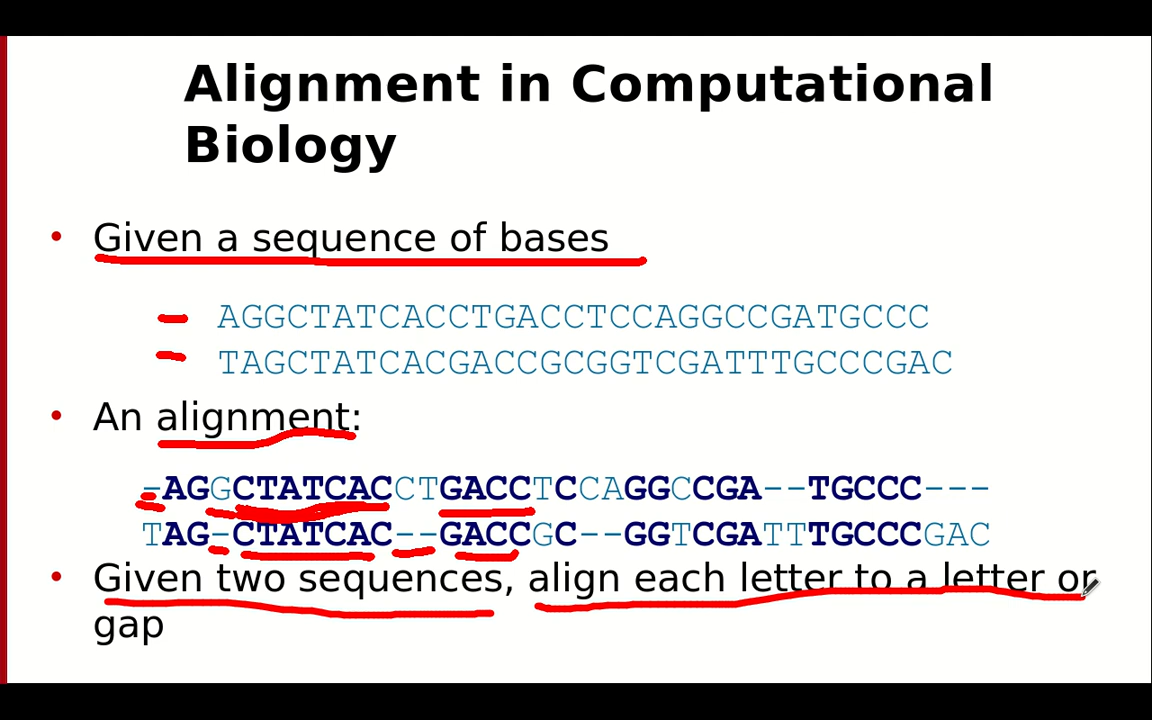 Alignment in Computational
Biology
• Given a sequence of bases
AGGCTATCACCTGACCTCCAGGCCGATGCCC
TAGCTATCACGACCGCGGTCGATTTGCCCGAC
• An alignment:
-AGGCTATCACCTGACCTCCAGGCCGA--TGCCC---
TAG-CTATCAC--GACCGC--GGTCGATTTGCCCGAC
• Given two sequences, align each letter to a letter or
gap